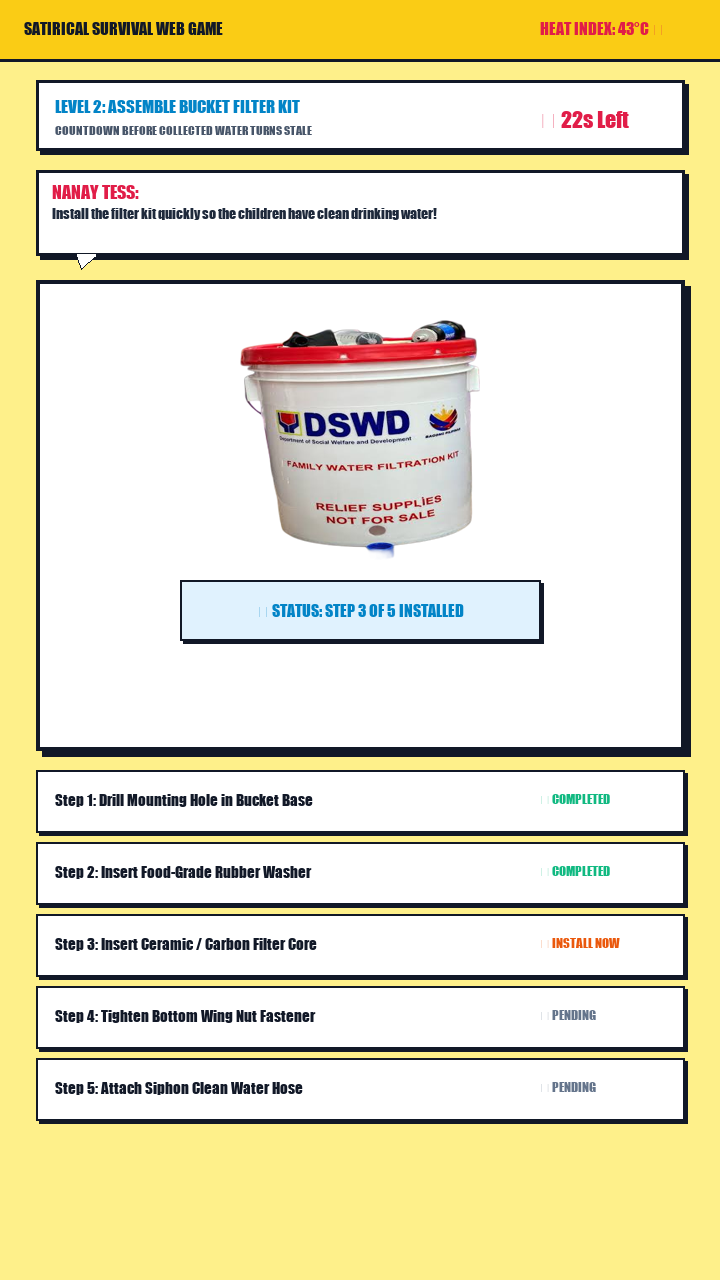 SATIRICAL SURVIVAL WEB GAME
HEAT INDEX: 43°C
LEVEL 2: ASSEMBLE BUCKET FILTER KIT
COUNTDOWN BEFORE COLLECTED WATER TURNS STALE
22s Left
NANAY TESS:
Install the filter kit quickly so the children have clean drinking water!
DSWD
Department of Social Welfare and Development
BAGONG PILIPINAS
FAMILY WATER FILTRATION KIT
RELIEF SUPPLIES
NOT FOR SALE
STATUS: STEP 3 OF 5 INSTALLED
Step 1: Drill Mounting Hole in Bucket Base
COMPLETED
Step 2: Insert Food-Grade Rubber Washer
COMPLETED
Step 3: Insert Ceramic / Carbon Filter Core
INSTALL NOW
Step 4: Tighten Bottom Wing Nut Fastener
PENDING
Step 5: Attach Siphon Clean Water Hose
PENDING